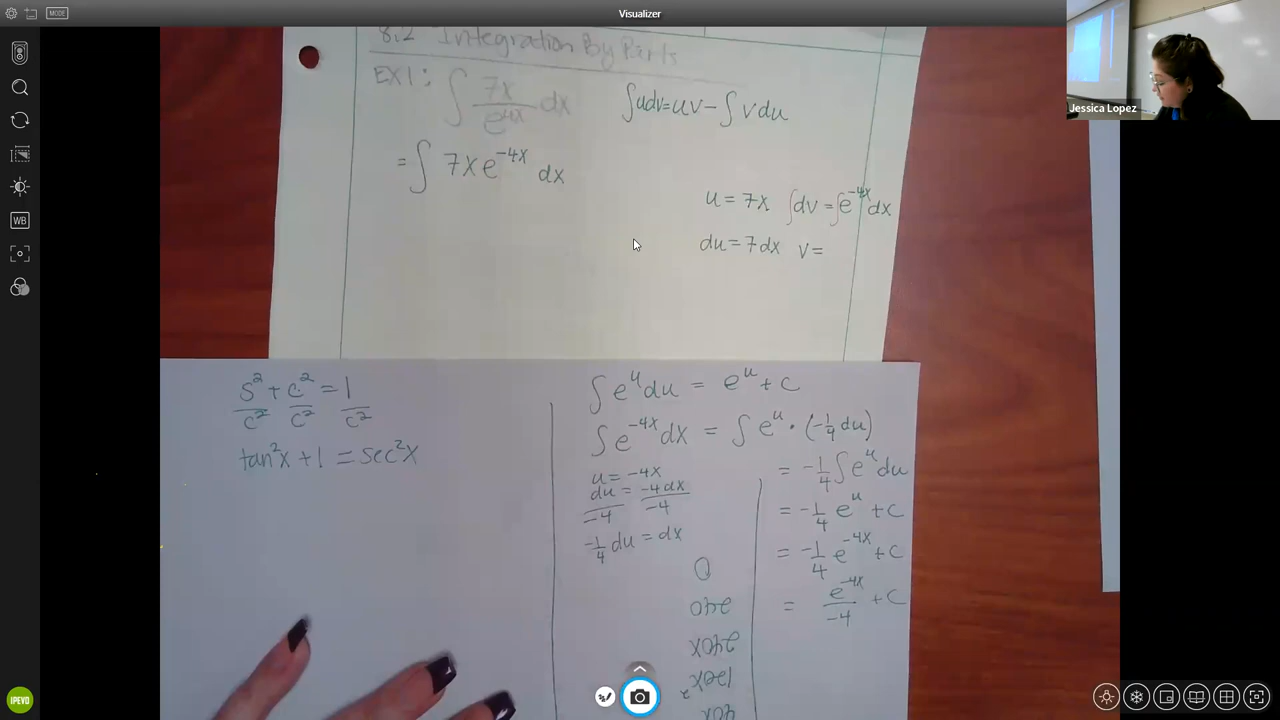 MODE
Visualizer
Jessica Lopez
8.2 Integration By Parts
EX1: ∫ 7x/e^4x dx
∫udv=uv-∫vdu
= ∫ 7xe^-4x dx
u = 7x ∫dv = ∫e^-4x dx
du = 7dx v=
s²/c² + c²/c² = 1/c²
tan²x + 1 = sec²x
∫e^u du = e^u + C
∫e^-4x dx = ∫e^u · (-1/4 du)
u = -4x
du/-4 = -4dx/-4
-1/4 du = dx
= -1/4 ∫e^u du
= -1/4 e^u + C
= -1/4 e^-4x + C
= e^-4x/-4 + C
WB
IPEVO